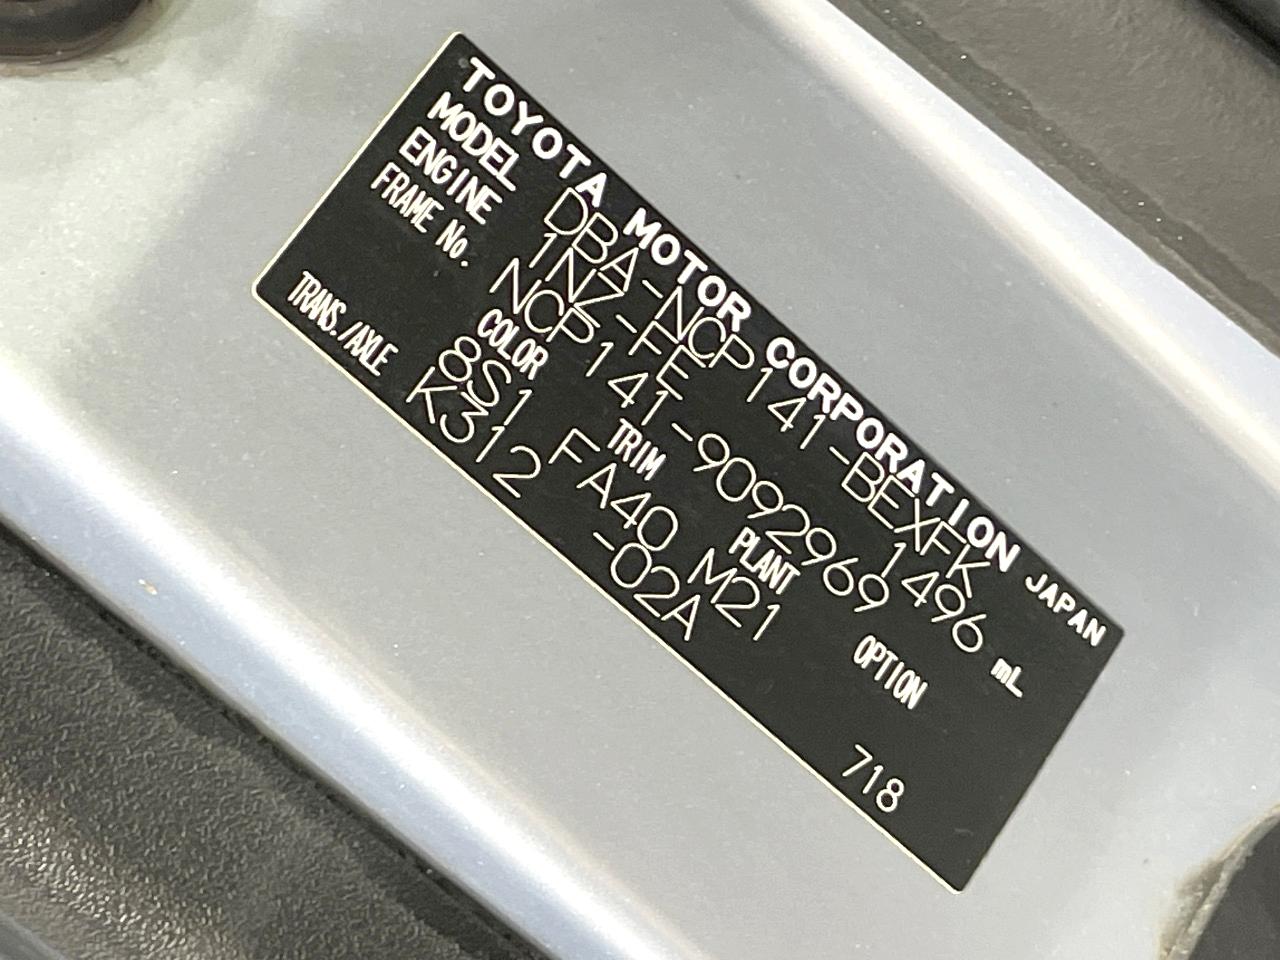 TOYOTA MOTOR CORPORATION JAPAN
MODEL DBA-NCP141-BEXFK
ENGINE 1NZ-FE 1496 mL
FRAME No. NCP141-9092969
COLOR TRIM PLANT OPTION
8S1 FA40 M21
TRANS./AXLE K312 -02A
718